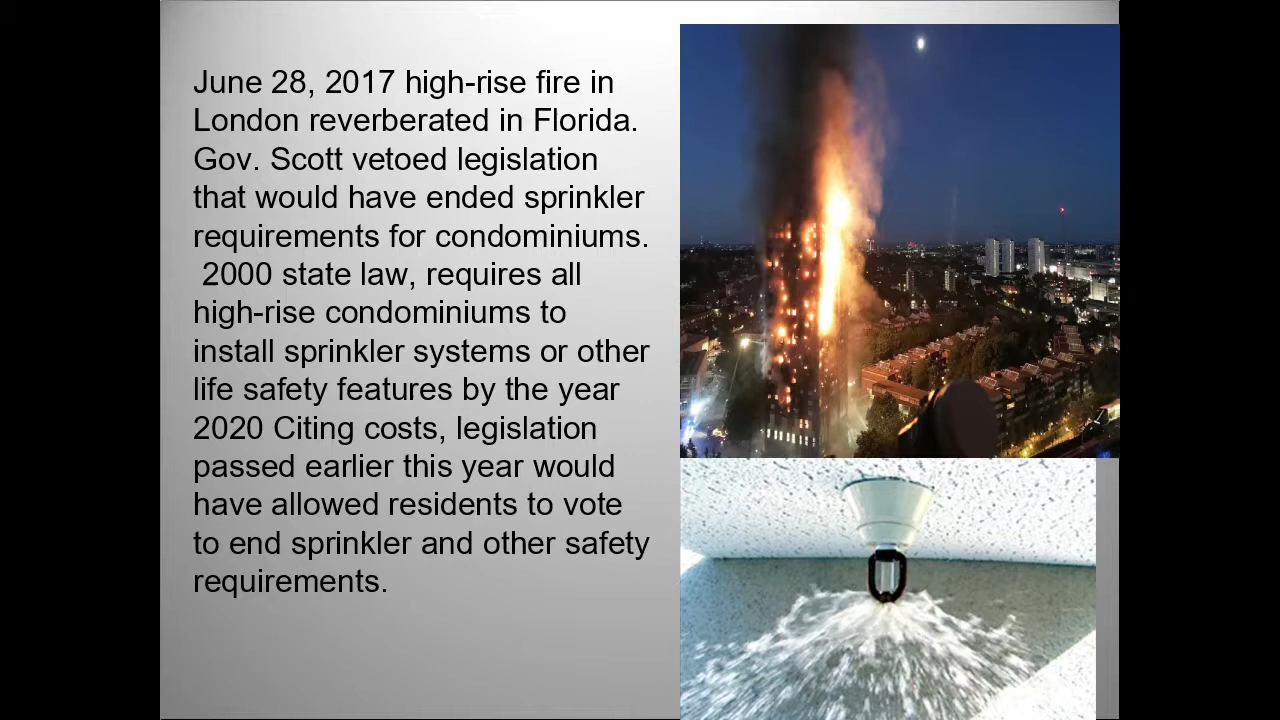 June 28, 2017 high-rise fire in
London reverberated in Florida.
Gov. Scott vetoed legislation
that would have ended sprinkler
requirements for condominiums.
2000 state law, requires all
high-rise condominiums to
install sprinkler systems or other
life safety features by the year
2020 Citing costs, legislation
passed earlier this year would
have allowed residents to vote
to end sprinkler and other safety
requirements.